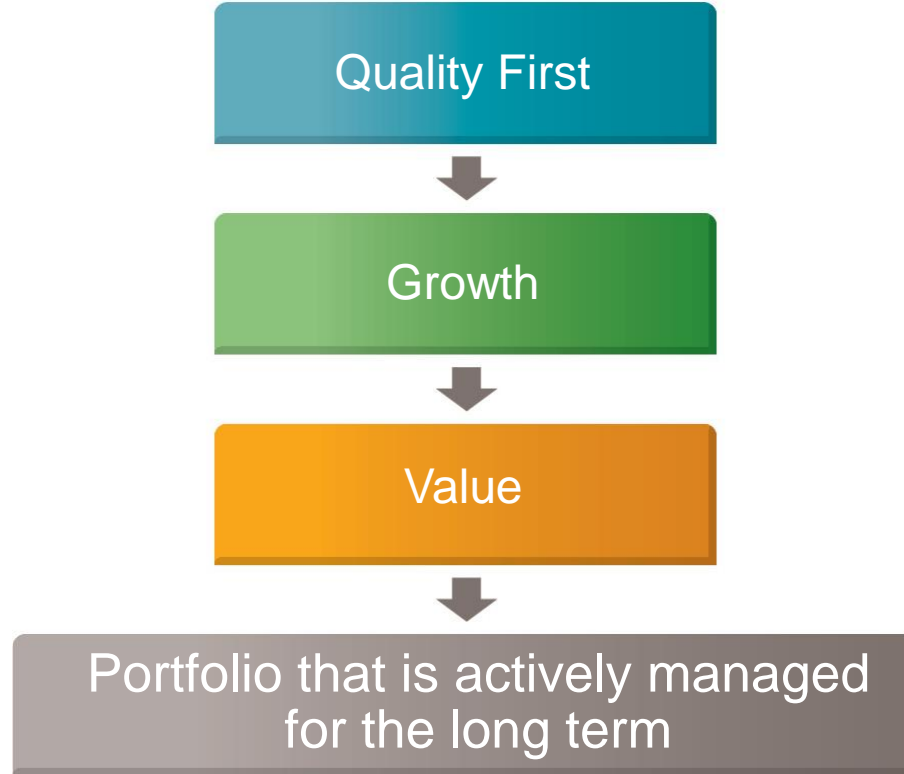 Quality First
Growth
Value
Portfolio that is actively managed
for the long term